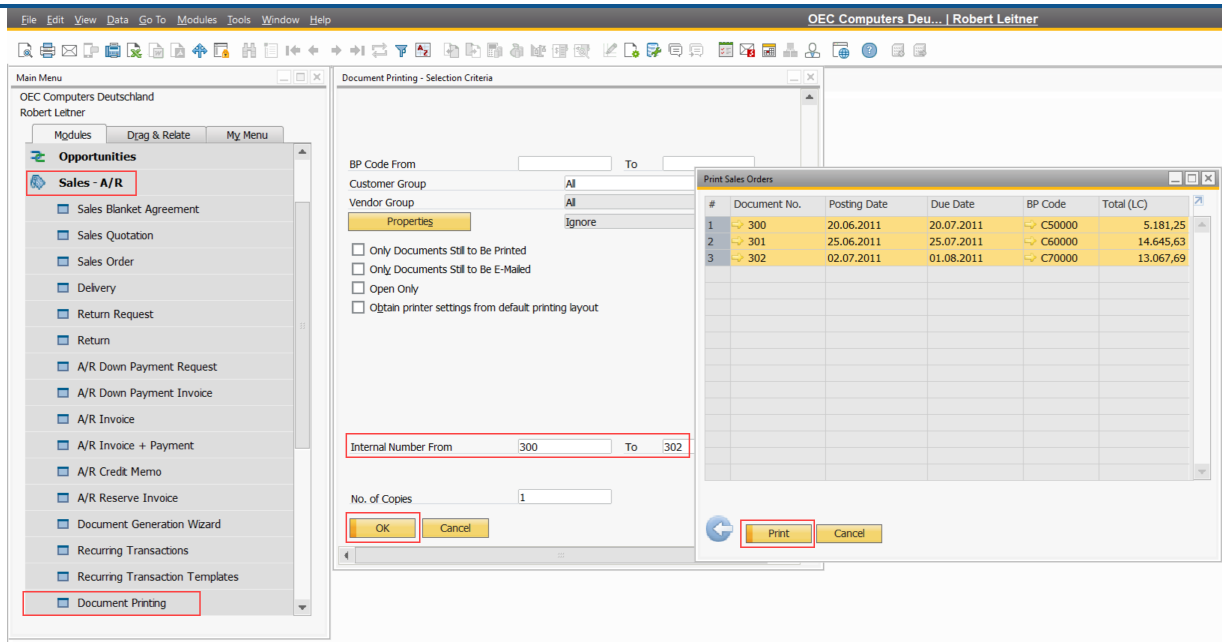 File Edit View Data Go To Modules Tools Window Help
OEC Computers Deu... | Robert Leitner
Main Menu
OEC Computers Deutschland
Robert Leitner
Modules Drag & Relate My Menu
Opportunities
Sales - A/R
Sales Blanket Agreement
Sales Quotation
Sales Order
Delivery
Return Request
Return
A/R Down Payment Request
A/R Down Payment Invoice
A/R Invoice
A/R Invoice + Payment
A/R Credit Memo
A/R Reserve Invoice
Document Generation Wizard
Recurring Transactions
Recurring Transaction Templates
Document Printing
Document Printing - Selection Criteria
BP Code From To
Customer Group All
Vendor Group All
Properties Ignore
Only Documents Still to Be Printed
Only Documents Still to Be E-Mailed
Open Only
Obtain printer settings from default printing layout
Internal Number From 300 To 302
No. of Copies 1
OK Cancel
Print Sales Orders
# Document No. Posting Date Due Date BP Code Total (LC)
1 300 20.06.2011 20.07.2011 C50000 5.181,25
2 301 25.06.2011 25.07.2011 C60000 14.645,63
3 302 02.07.2011 01.08.2011 C70000 13.067,69
Print Cancel